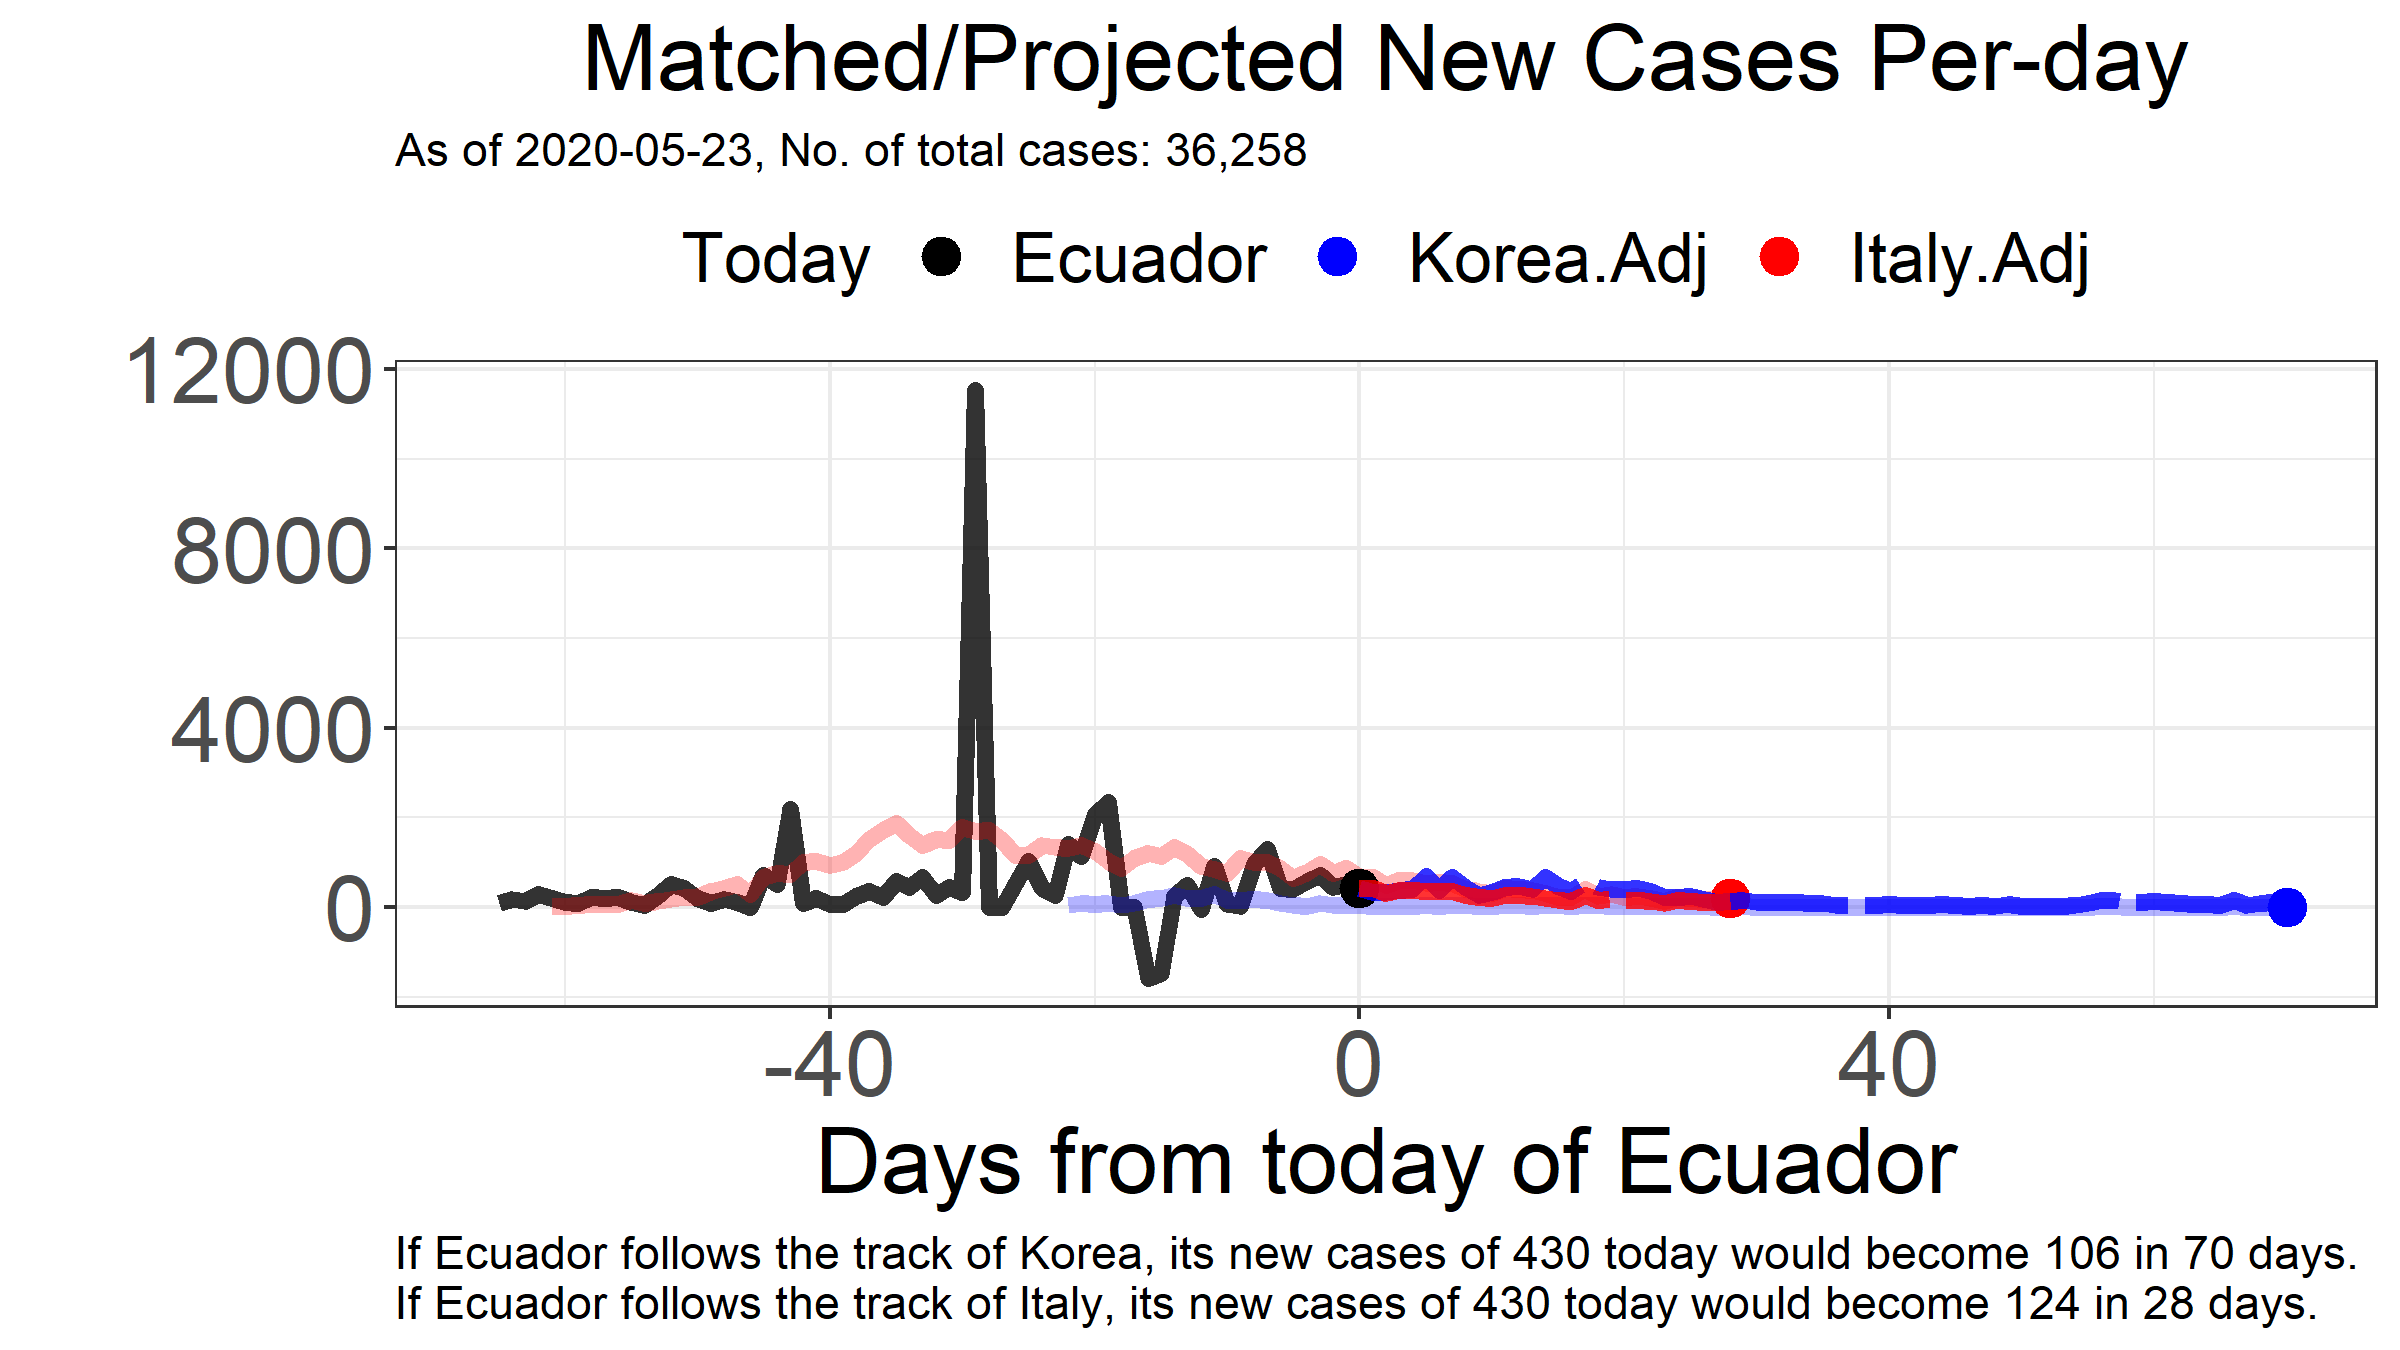 Matched/Projected New Cases Per-day
As of 2020-05-23, No. of total cases: 36,258
Today Ecuador Korea.Adj Italy.Adj
12000
8000
4000
0
-40 0 40
Days from today of Ecuador
If Ecuador follows the track of Korea, its new cases of 430 today would become 106 in 70 days.
If Ecuador follows the track of Italy, its new cases of 430 today would become 124 in 28 days.